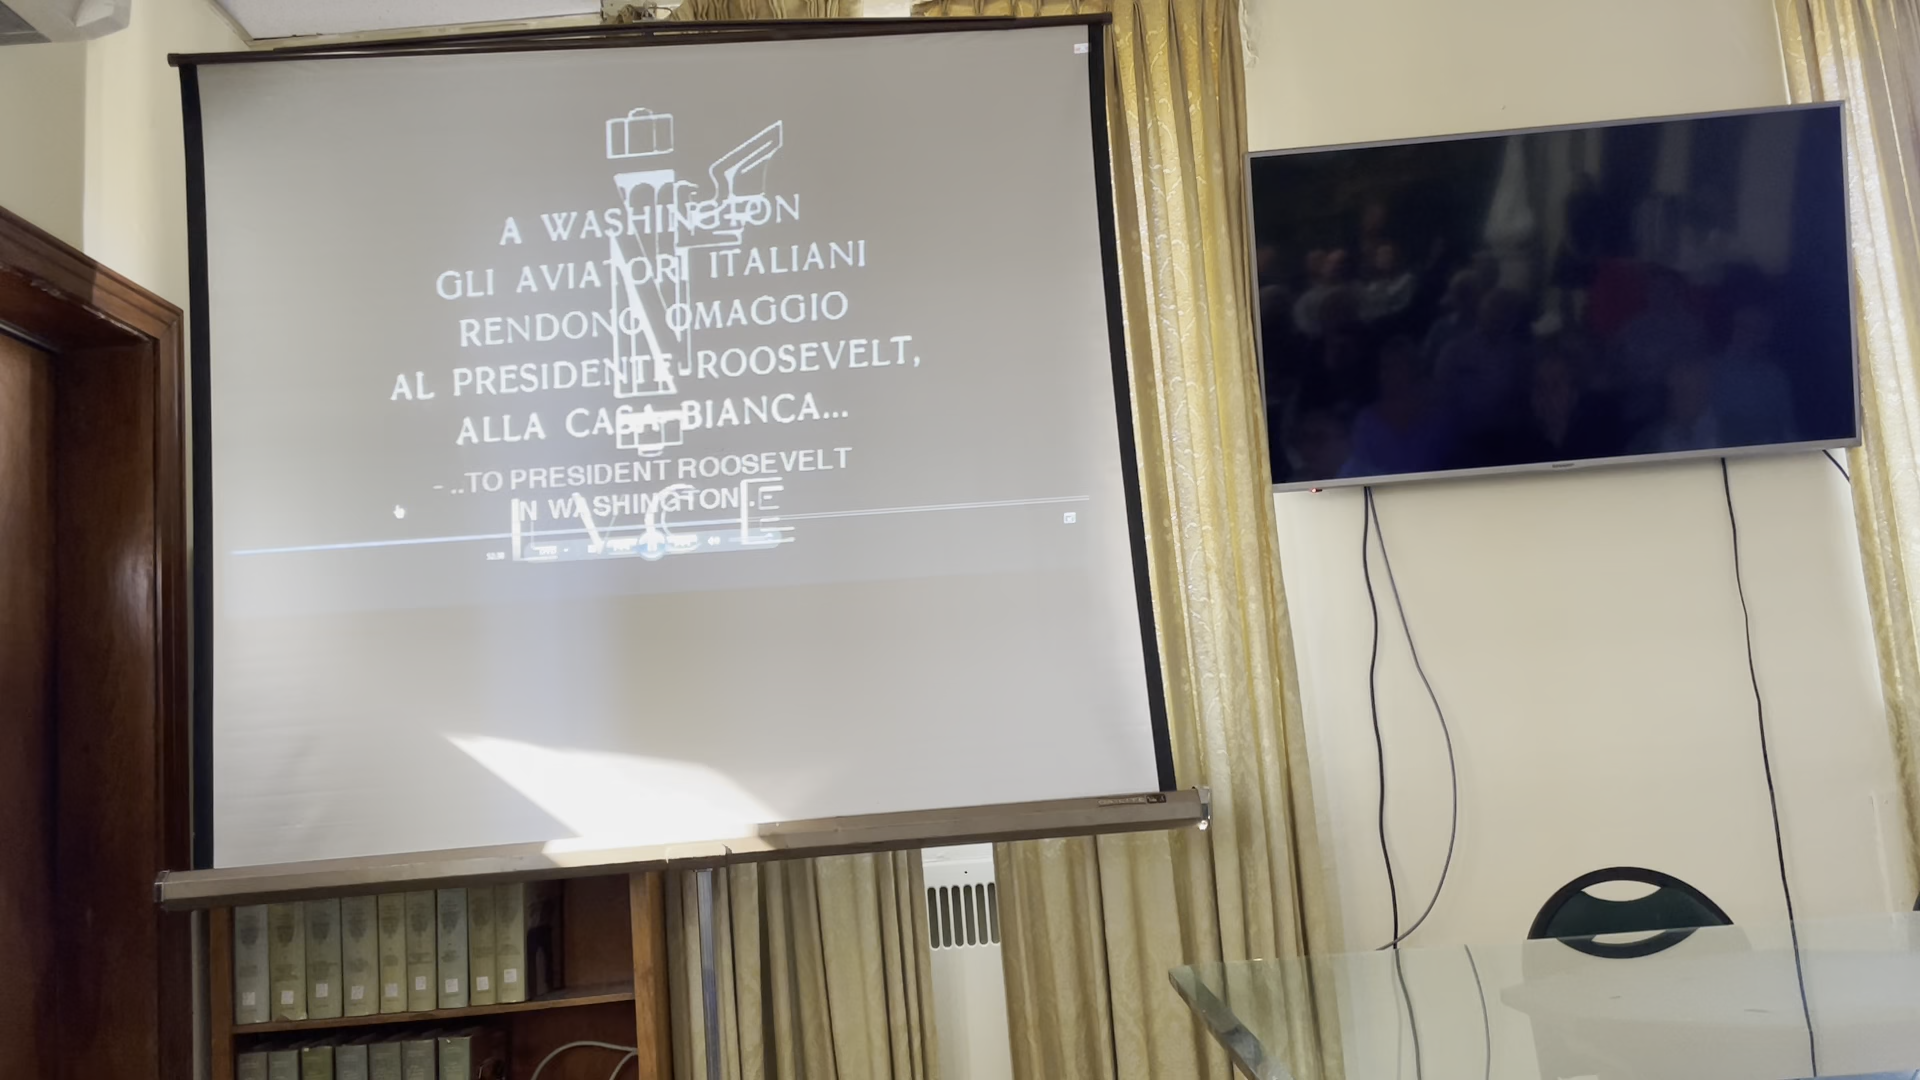 A WASHINGTON
GLI AVIATORI ITALIANI
RENDONO OMAGGIO
AL PRESIDENTE ROOSEVELT,
ALLA CASA BIANCA...
- ..TO PRESIDENT ROOSEVELT
IN WASHINGTON.-